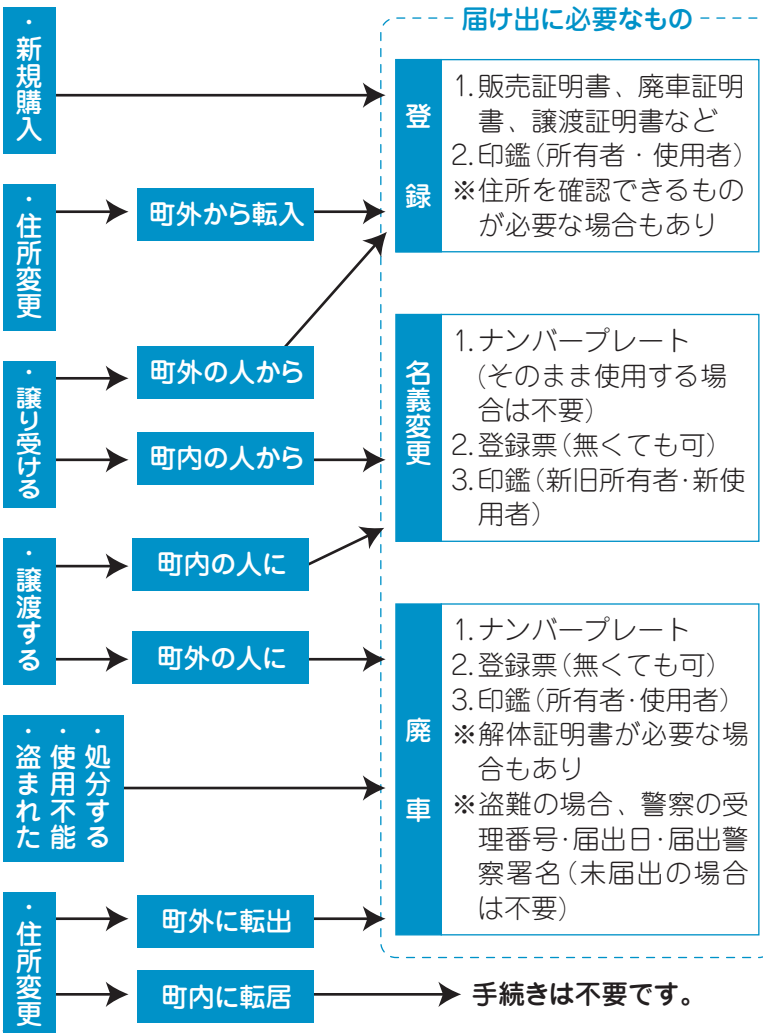 届け出に必要なもの
・新規購入
登録
1.販売証明書、廃車証明
書、譲渡証明書など
2.印鑑(所有者・使用者)
※住所を確認できるもの
が必要な場合もあり
・住所変更
町外から転入
・譲り受ける
町外の人から
町内の人から
名義変更
1.ナンバープレート
(そのまま使用する場
合は不要)
2.登録票(無くても可)
3.印鑑(新旧所有者・新使
用者)
・譲渡する
町内の人に
町外の人に
廃車
1.ナンバープレート
2.登録票(無くても可)
3.印鑑(所有者・使用者)
※解体証明書が必要な場
合もあり
※盗難の場合、警察の受
理番号・届出日・届出警
察署名(未届出の場合
は不要)
・処分する
・使用不能
・盗まれた
・住所変更
町外に転出
町内に転居
手続きは不要です。